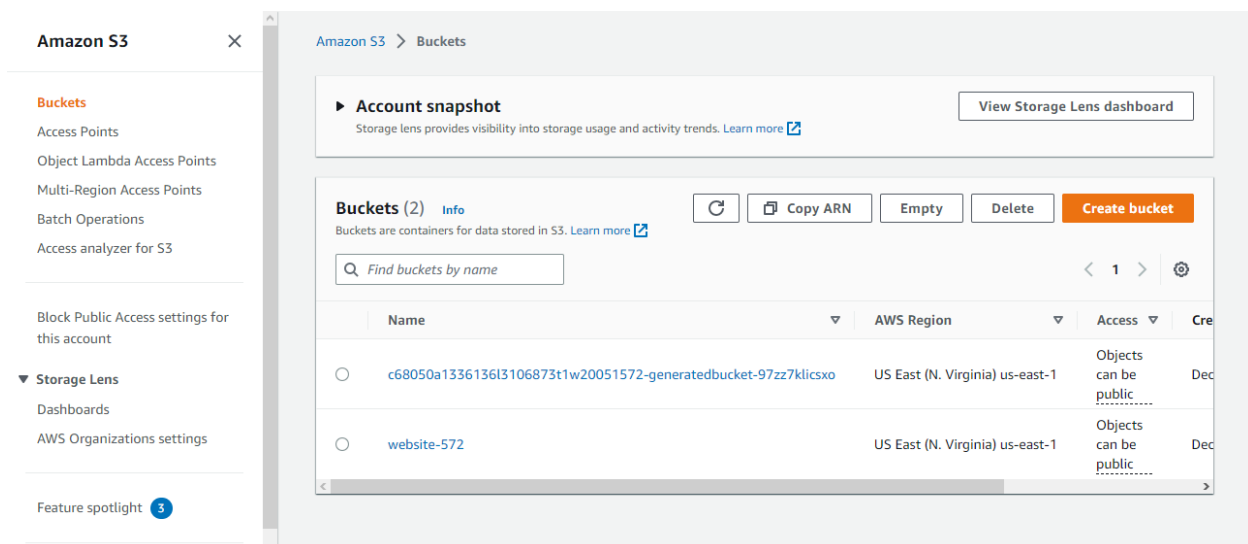 Amazon S3
Buckets
Access Points
Object Lambda Access Points
Multi-Region Access Points
Batch Operations
Access analyzer for S3
Block Public Access settings for
this account
Storage Lens
Dashboards
AWS Organizations settings
Feature spotlight 3
Amazon S3 > Buckets
Account snapshot
View Storage Lens dashboard
Storage lens provides visibility into storage usage and activity trends. Learn more
Buckets (2) Info
Copy ARN Empty Delete Create bucket
Buckets are containers for data stored in S3. Learn more
Find buckets by name
1
Name AWS Region Access Cre
c68050a1336136l3106873t1w20051572-generatedbucket-97zz7klicsxo US East (N. Virginia) us-east-1 Objects can be public Dec
website-572 US East (N. Virginia) us-east-1 Objects can be public Dec